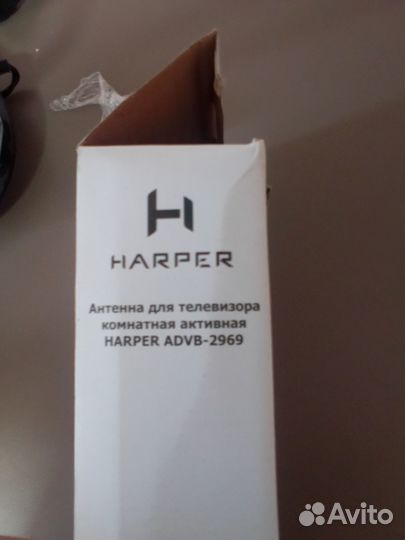 HARPER
Антенна для телевизора
комнатная активная
HARPER ADVB-2969
Avito